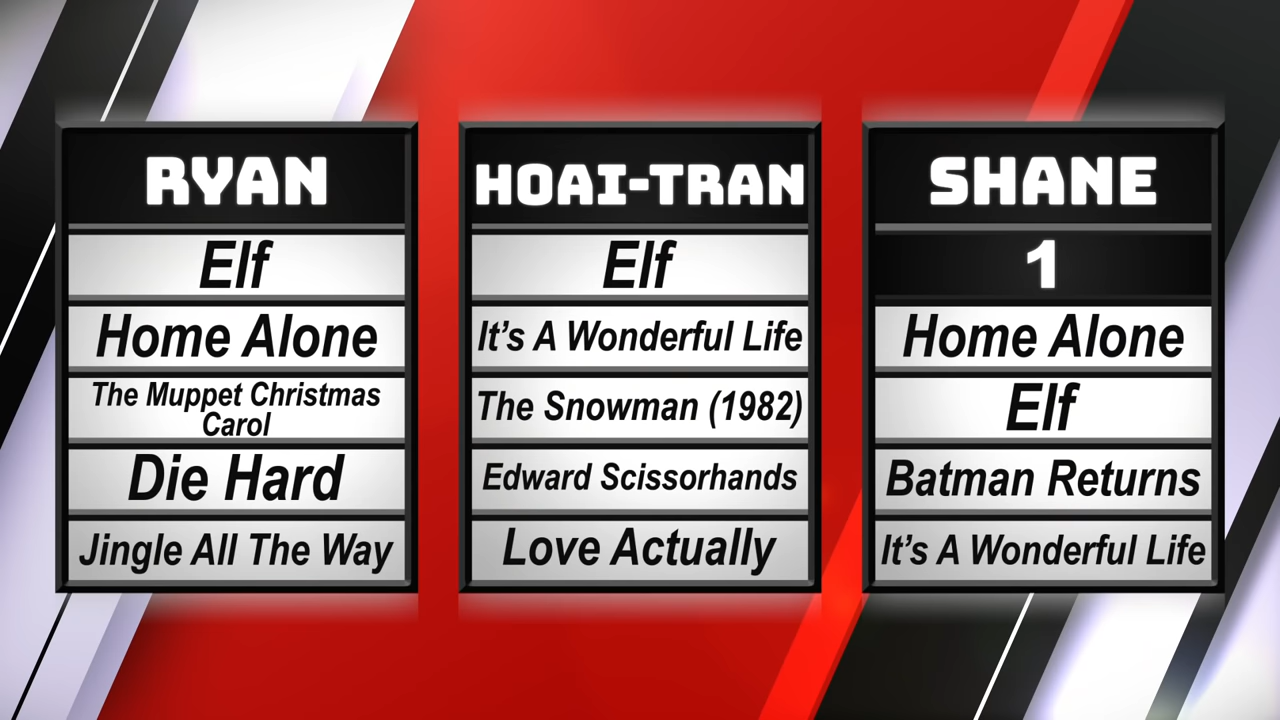 RYAN
Elf
Home Alone
The Muppet Christmas
Carol
Die Hard
Jingle All The Way
HOAI-TRAN
Elf
It's A Wonderful Life
The Snowman (1982)
Edward Scissorhands
Love Actually
SHANE
1
Home Alone
Elf
Batman Returns
It's A Wonderful Life